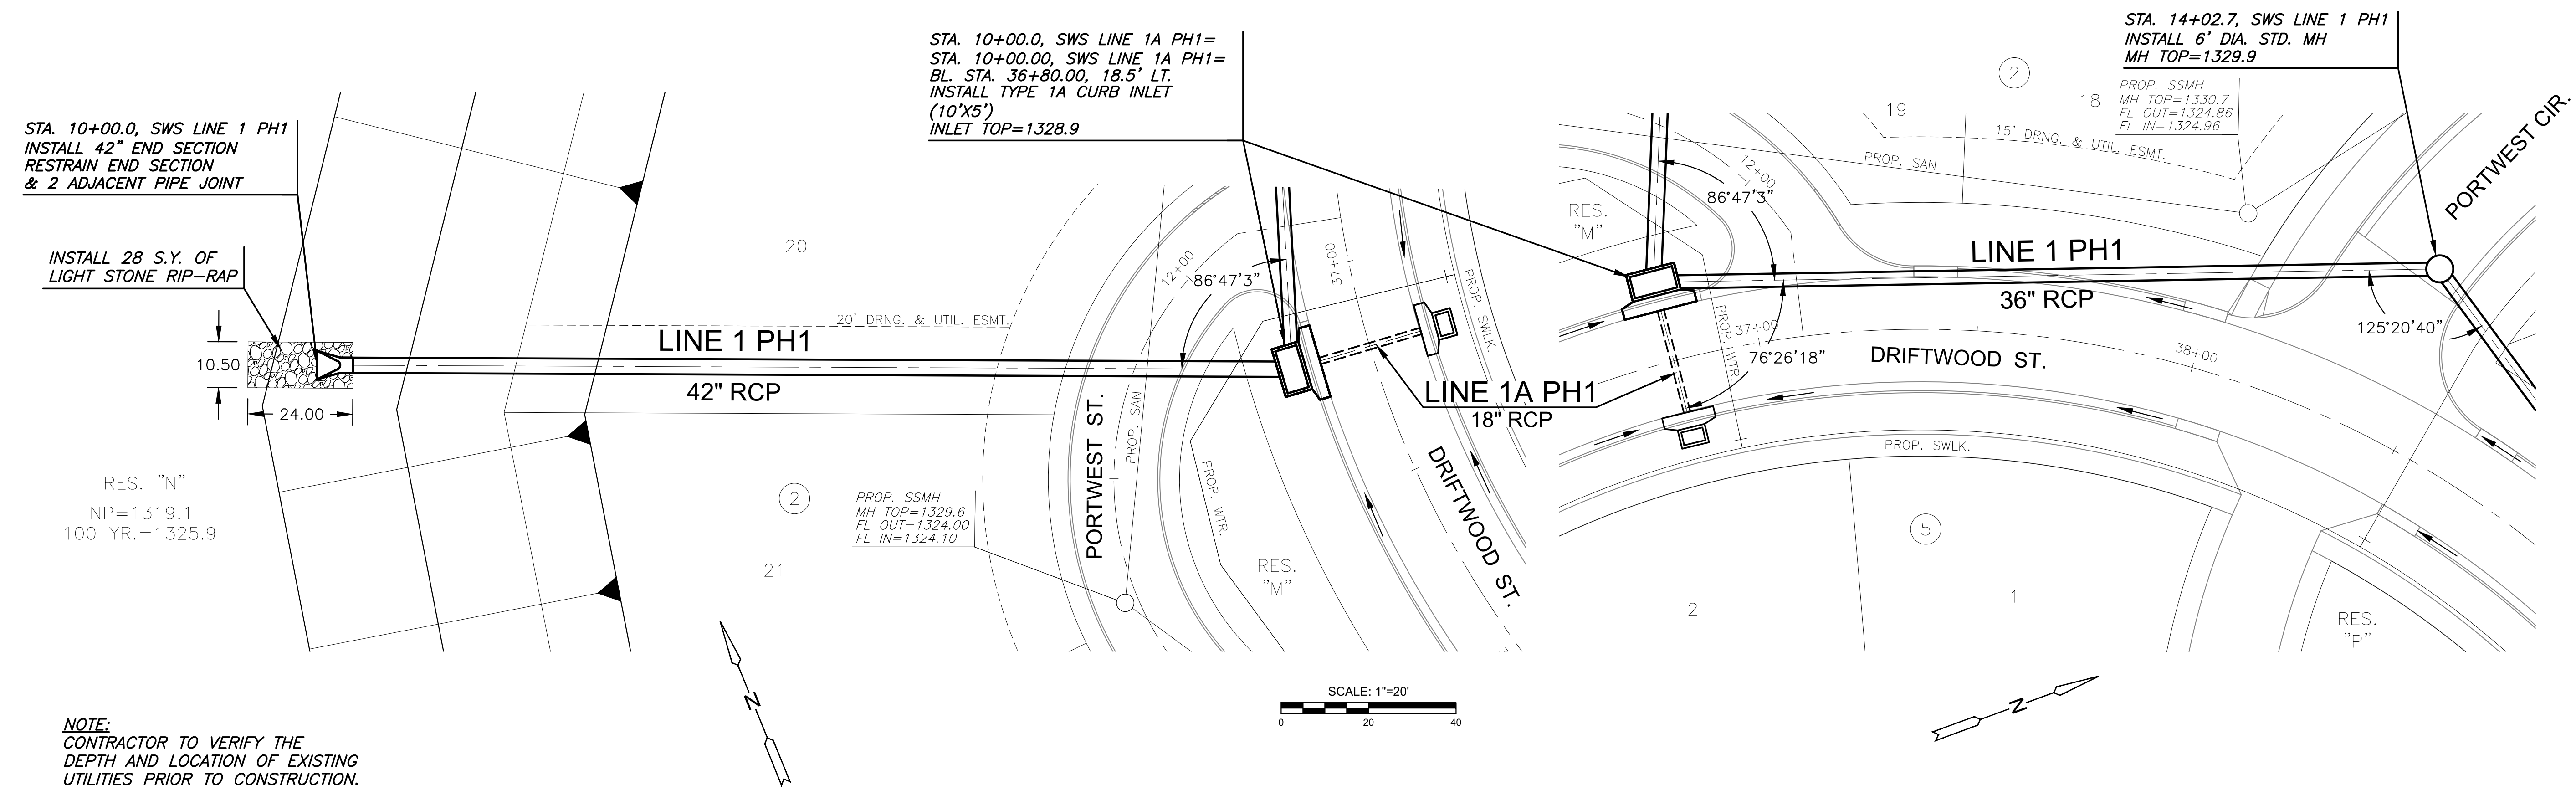 STA. 10+00.0, SWS LINE 1 PH1
INSTALL 42" END SECTION
RESTRAIN END SECTION
& 2 ADJACENT PIPE JOINT
INSTALL 28 S.Y. OF
LIGHT STONE RIP-RAP
10.50
24.00
RES. "N"
NP=1319.1
100 YR.=1325.9
NOTE:
CONTRACTOR TO VERIFY THE
DEPTH AND LOCATION OF EXISTING
UTILITIES PRIOR TO CONSTRUCTION.
20
20' DRNG. & UTIL. ESMT.
LINE 1 PH1
42" RCP
2
21
PROP. SSMH
MH TOP=1329.6
FL OUT=1324.00
FL IN=1324.10
N
STA. 10+00.0, SWS LINE 1A PH1=
STA. 10+00.00, SWS LINE 1A PH1=
BL. STA. 36+80.00, 18.5' LT.
INSTALL TYPE 1A CURB INLET
(10'X5')
INLET TOP=1328.9
12+00
86°47'3"
37+00
PROP. SWLK.
PORTWEST ST.
PROP. SAN
PROP. WTR.
RES.
"M"
DRIFTWOOD ST.
LINE 1A PH1
18" RCP
SCALE: 1"=20'
0 20 40
STA. 14+02.7, SWS LINE 1 PH1
INSTALL 6' DIA. STD. MH
MH TOP=1329.9
2
19
18
PROP. SSMH
MH TOP=1330.7
FL OUT=1324.86
FL IN=1324.96
15' DRNG. & UTIL. ESMT.
PROP. SAN
PORTWEST CIR.
12+00
86°47'3"
RES.
"M"
LINE 1 PH1
36" RCP
125°20'40"
PROP. WTR.
37+00
76°26'18"
DRIFTWOOD ST.
38+00
PROP. SWLK.
5
2
1
RES.
"P"
N